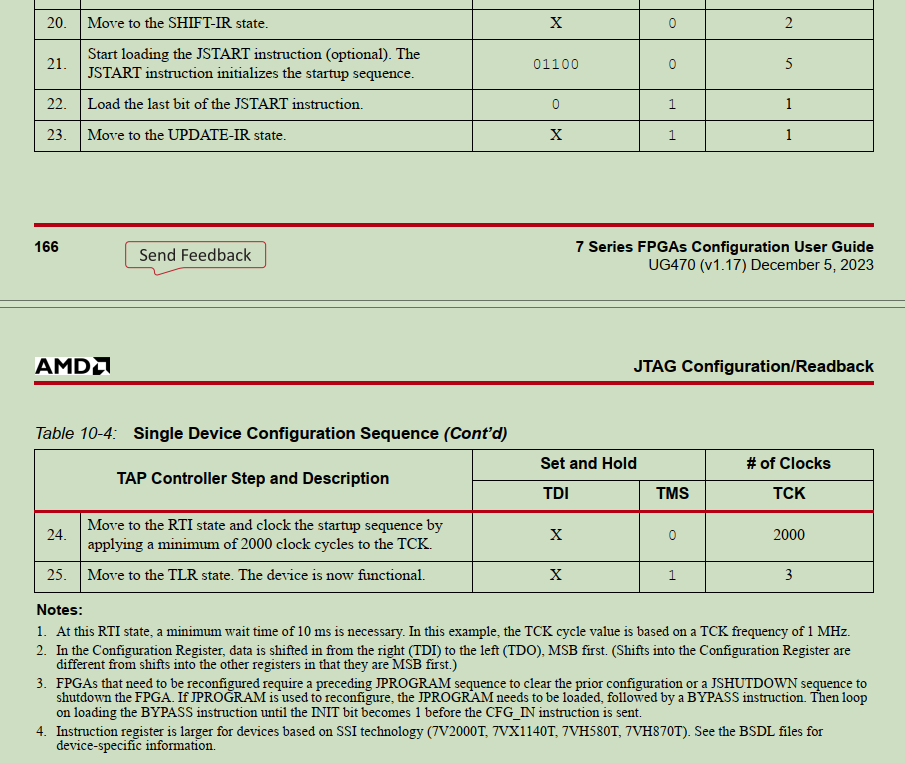 20. Move to the SHIFT-IR state. X 0 2
21. Start loading the JSTART instruction (optional). The
JSTART instruction initializes the startup sequence. 01100 0 5
22. Load the last bit of the JSTART instruction. 0 1 1
23. Move to the UPDATE-IR state. X 1 1
166 Send Feedback 7 Series FPGAs Configuration User Guide
UG470 (v1.17) December 5, 2023
AMD JTAG Configuration/Readback
Table 10-4: Single Device Configuration Sequence (Cont’d)
TAP Controller Step and Description Set and Hold # of Clocks
TDI TMS TCK
24. Move to the RTI state and clock the startup sequence by
applying a minimum of 2000 clock cycles to the TCK. X 0 2000
25. Move to the TLR state. The device is now functional. X 1 3
Notes:
1. At this RTI state, a minimum wait time of 10 ms is necessary. In this example, the TCK cycle value is based on a TCK frequency of 1 MHz.
2. In the Configuration Register, data is shifted in from the right (TDI) to the left (TDO), MSB first. (Shifts into the Configuration Register are
different from shifts into the other registers in that they are MSB first.)
3. FPGAs that need to be reconfigured require a preceding JPROGRAM sequence to clear the prior configuration or a JSHUTDOWN sequence to
shutdown the FPGA. If JPROGRAM is used to reconfigure, the JPROGRAM needs to be loaded, followed by a BYPASS instruction. Then loop
on loading the BYPASS instruction until the INIT bit becomes 1 before the CFG_IN instruction is sent.
4. Instruction register is larger for devices based on SSI technology (7V2000T, 7VX1140T, 7VH580T, 7VH870T). See the BSDL files for
device-specific information.